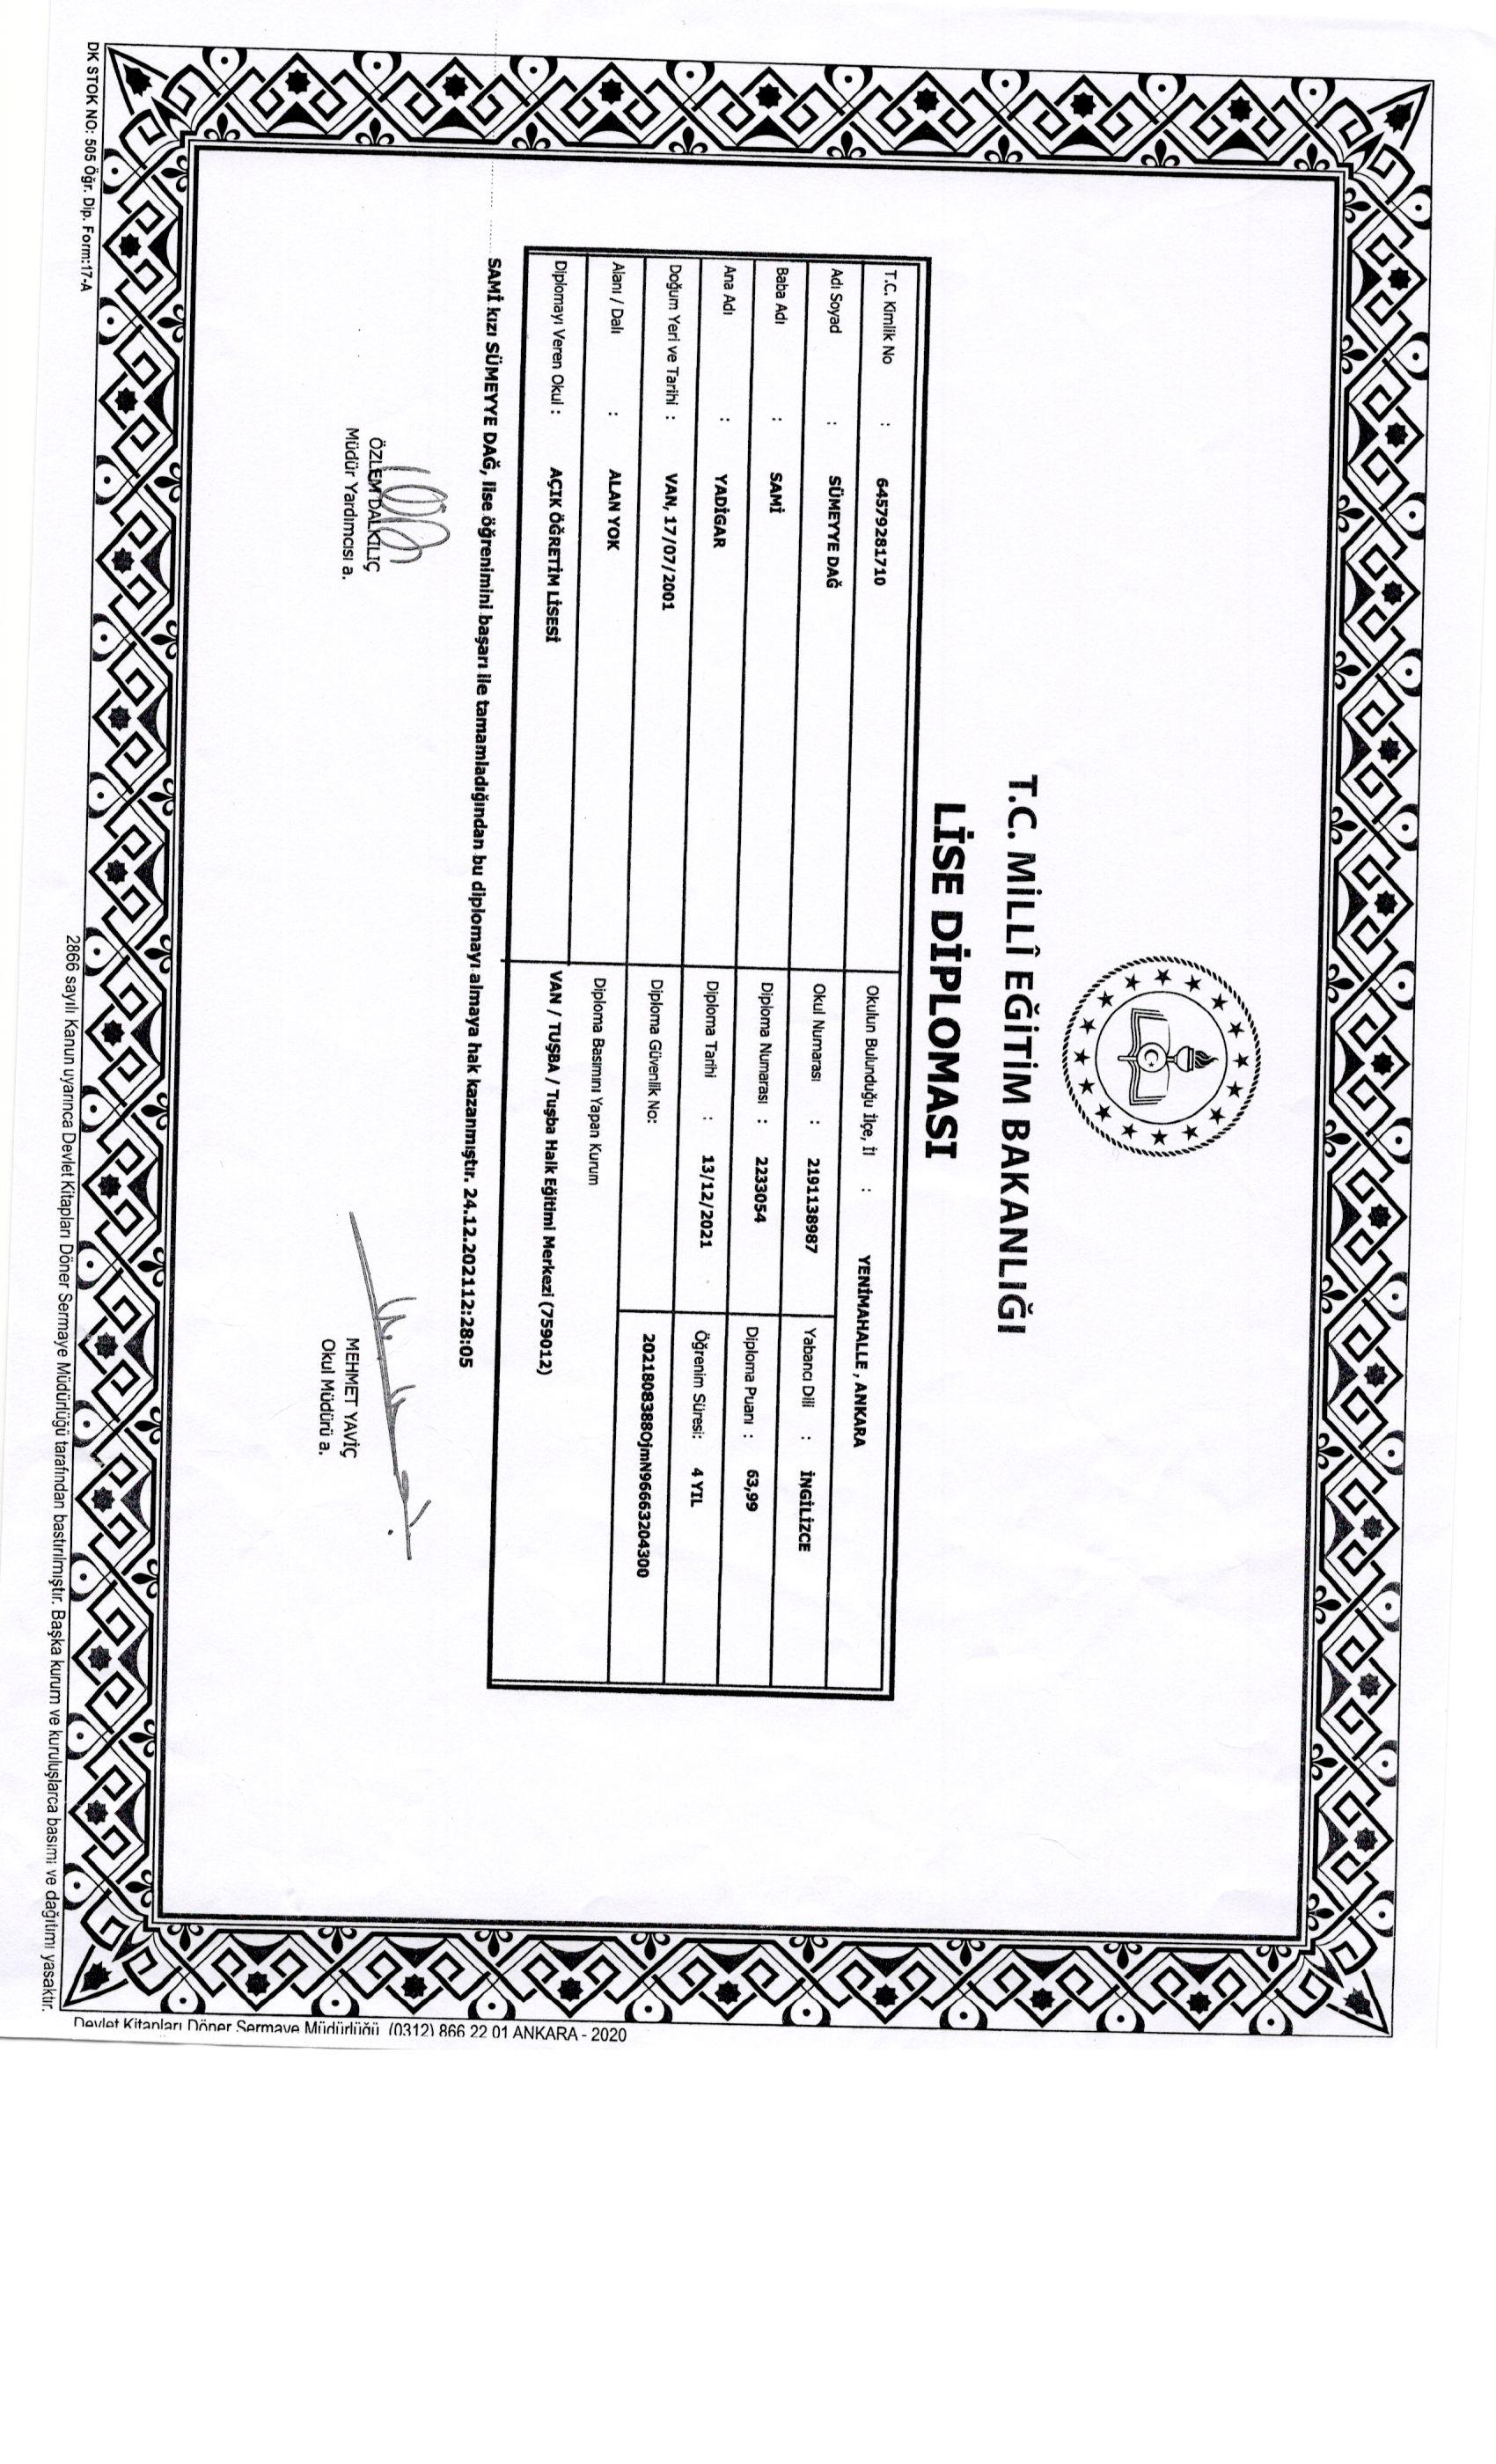 T.C. MİLLÎ EĞİTİM BAKANLIĞI
LİSE DİPLOMASI
T.C. Kimlik No : 64579281710
Okulun Bulunduğu İlçe, İl : YENİMAHALLE , ANKARA
Adı Soyad : SÜMEYYE DAĞ
Okul Numarası : 2191138987
Yabancı Dili : İNGİLİZCE
Baba Adı : SAMİ
Diploma Numarası : 2233054
Diploma Puanı : 63,99
Ana Adı : YADİGAR
Diploma Tarihi : 13/12/2021
Öğrenim Süresi: 4 YIL
Doğum Yeri ve Tarihi : VAN, 17/07/2001
Diploma Güvenlik No: 2021808388OjmN96663204300
Alanı / Dalı : ALAN YOK
Diploma Basımını Yapan Kurum
Diplomayı Veren Okul : AÇIK ÖĞRETİM LİSESİ
VAN / TUŞBA / Tuşba Halk Eğitimi Merkezi (759012)
SAMİ kızı SÜMEYYE DAĞ, lise öğrenimini başarı ile tamamladığından bu diplomayı almaya hak kazanmıştır. 24.12.202112:28:05
ÖZLEM DALKILIÇ
Müdür Yardımcısı a.
MEHMET YAVİÇ
Okul Müdürü a.
DK STOK NO: 505 Öğr. Dip. Form:17-A
2866 sayılı Kanun uyarınca Devlet Kitapları Döner Sermaye Müdürlüğü tarafından bastırılmıştır. Başka kurum ve kuruluşlarca basımı ve dağıtımı yasaktır.
Devlet Kitapları Döner Sermaye Müdürlüğü (0312) 866 22 01 ANKARA - 2020